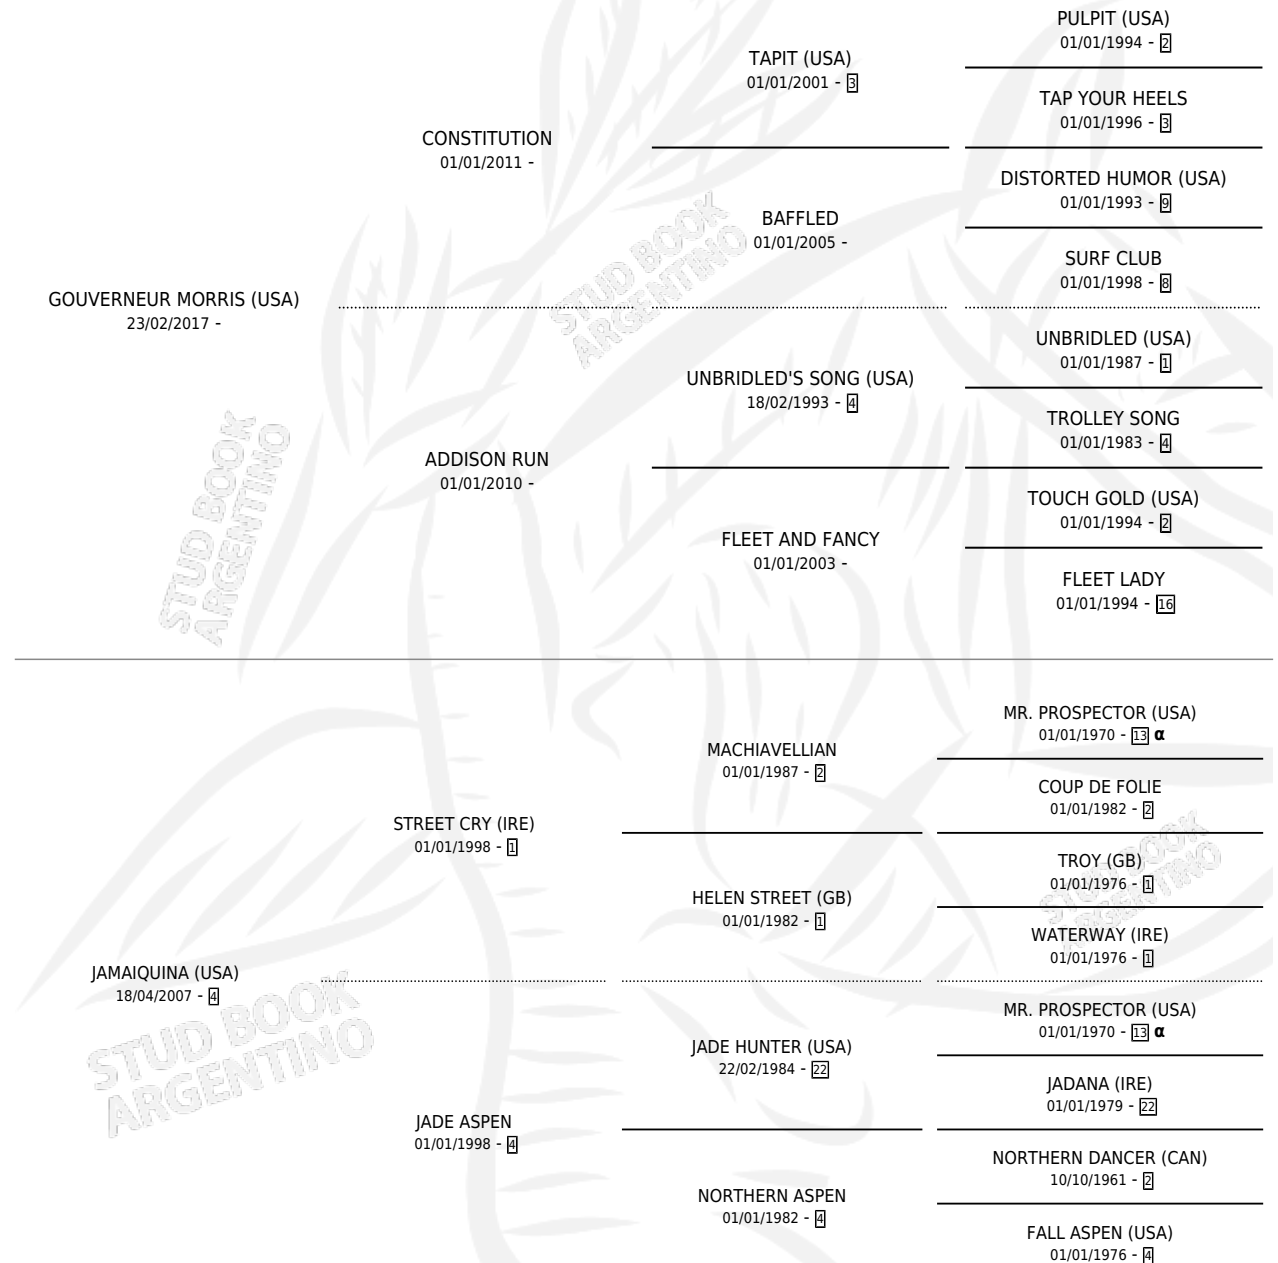 PULPIT (USA)
01/01/1994 - 2
TAPIT (USA)
01/01/2001 - 3
TAP YOUR HEELS
01/01/1996 - 3
CONSTITUTION
01/01/2011 -
DISTORTED HUMOR (USA)
01/01/1993 - 9
BAFFLED
01/01/2005 -
SURF CLUB
01/01/1998 - 8
GOUVERNEUR MORRIS (USA)
23/02/2017 -
UNBRIDLED (USA)
01/01/1987 - 1
UNBRIDLED'S SONG (USA)
18/02/1993 - 4
TROLLEY SONG
01/01/1983 - 4
ADDISON RUN
01/01/2010 -
TOUCH GOLD (USA)
01/01/1994 - 2
FLEET AND FANCY
01/01/2003 -
FLEET LADY
01/01/1994 - 16
MR. PROSPECTOR (USA)
01/01/1970 - 13 α
MACHIAVELLIAN
01/01/1987 - 2
COUP DE FOLIE
01/01/1982 - 2
STREET CRY (IRE)
01/01/1998 - 1
TROY (GB)
01/01/1976 - 1
HELEN STREET (GB)
01/01/1982 - 1
WATERWAY (IRE)
01/01/1976 - 1
JAMAIQUINA (USA)
18/04/2007 - 4
MR. PROSPECTOR (USA)
01/01/1970 - 13 α
JADE HUNTER (USA)
22/02/1984 - 22
JADANA (IRE)
01/01/1979 - 22
JADE ASPEN
01/01/1998 - 4
NORTHERN DANCER (CAN)
10/10/1961 - 2
NORTHERN ASPEN
01/01/1982 - 4
FALL ASPEN (USA)
01/01/1976 - 4
STUD BOOK
ARGENTINO
STUD BOOK
ARGENTINO
STUD BOOK
ARGENTINO
STUD BOOK
ARGENTINO